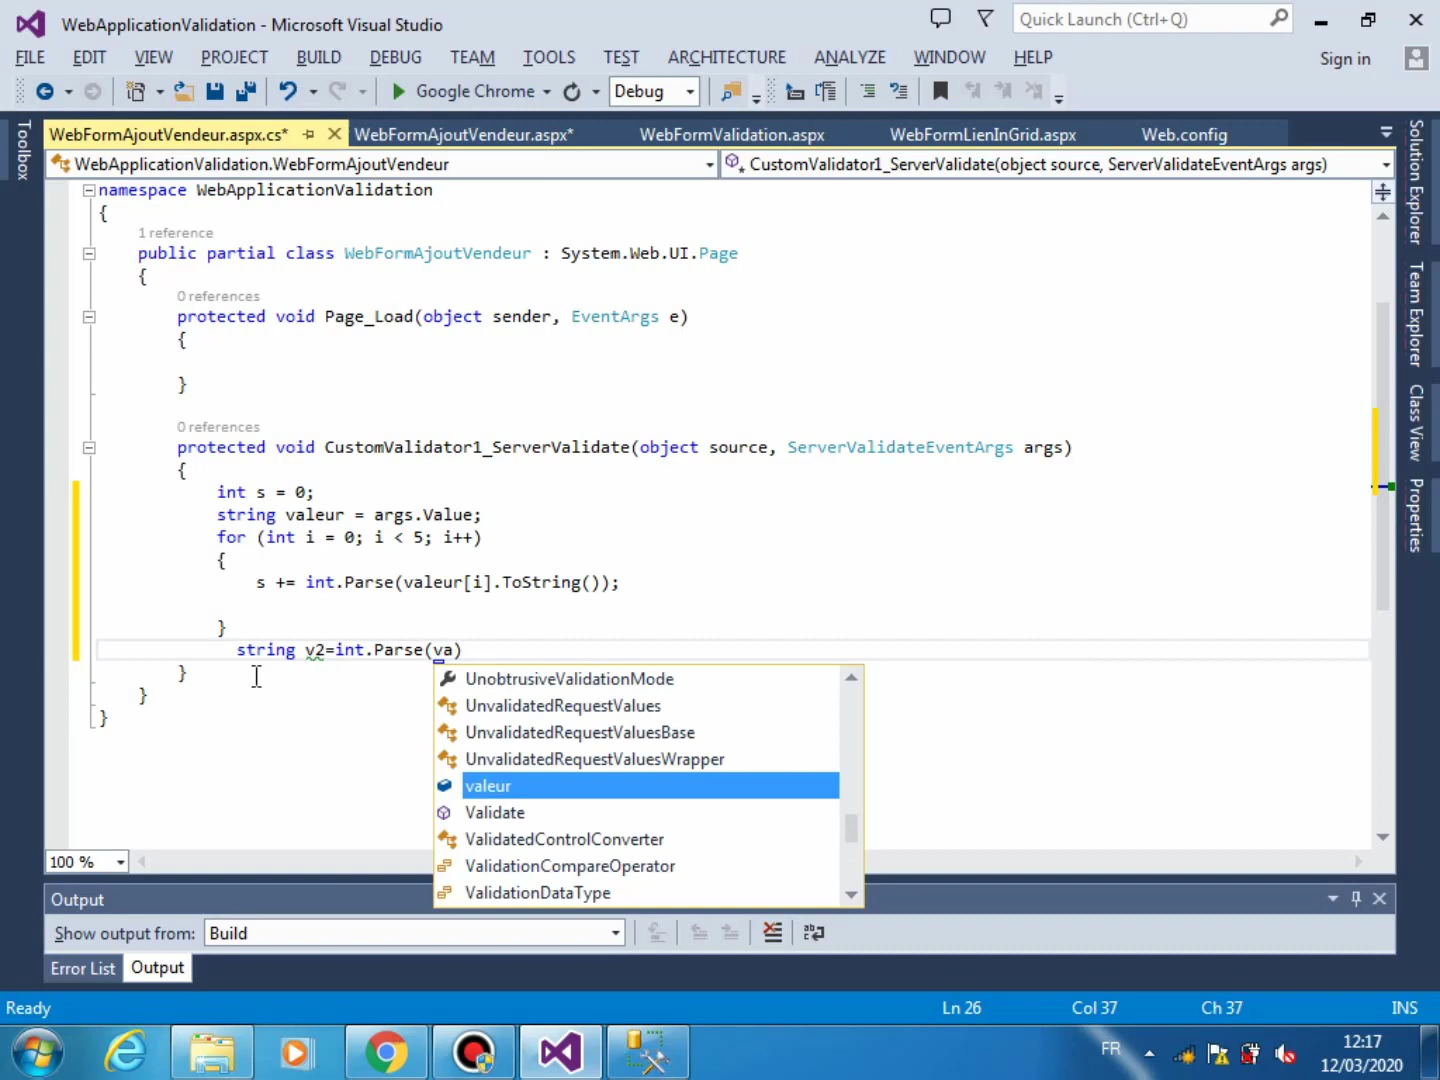 WebApplicationValidation - Microsoft Visual Studio
Quick Launch (Ctrl+Q)
FILE EDIT VIEW PROJECT BUILD DEBUG TEAM TOOLS TEST ARCHITECTURE ANALYZE WINDOW HELP
Sign in
Google Chrome
Debug
WebFormAjoutVendeur.aspx.cs*
WebFormAjoutVendeur.aspx*
WebFormValidation.aspx
WebFormLienInGrid.aspx
Web.config
WebApplicationValidation.WebFormAjoutVendeur
CustomValidator1_ServerValidate(object source, ServerValidateEventArgs args)
Toolbox
Solution Explorer
Team Explorer
Class View
Properties
namespace WebApplicationValidation
{
1 reference
public partial class WebFormAjoutVendeur : System.Web.UI.Page
{
0 references
protected void Page_Load(object sender, EventArgs e)
{
}
0 references
protected void CustomValidator1_ServerValidate(object source, ServerValidateEventArgs args)
{
int s = 0;
string valeur = args.Value;
for (int i = 0; i < 5; i++)
{
s += int.Parse(valeur[i].ToString());
}
string v2=int.Parse(va)
}
}
}
UnobtrusiveValidationMode
UnvalidatedRequestValues
UnvalidatedRequestValuesBase
UnvalidatedRequestValuesWrapper
valeur
Validate
ValidatedControlConverter
ValidationCompareOperator
ValidationDataType
100 %
Output
Show output from: Build
Error List
Output
Ready
Ln 26
Col 37
Ch 37
INS
FR
12:17
12/03/2020